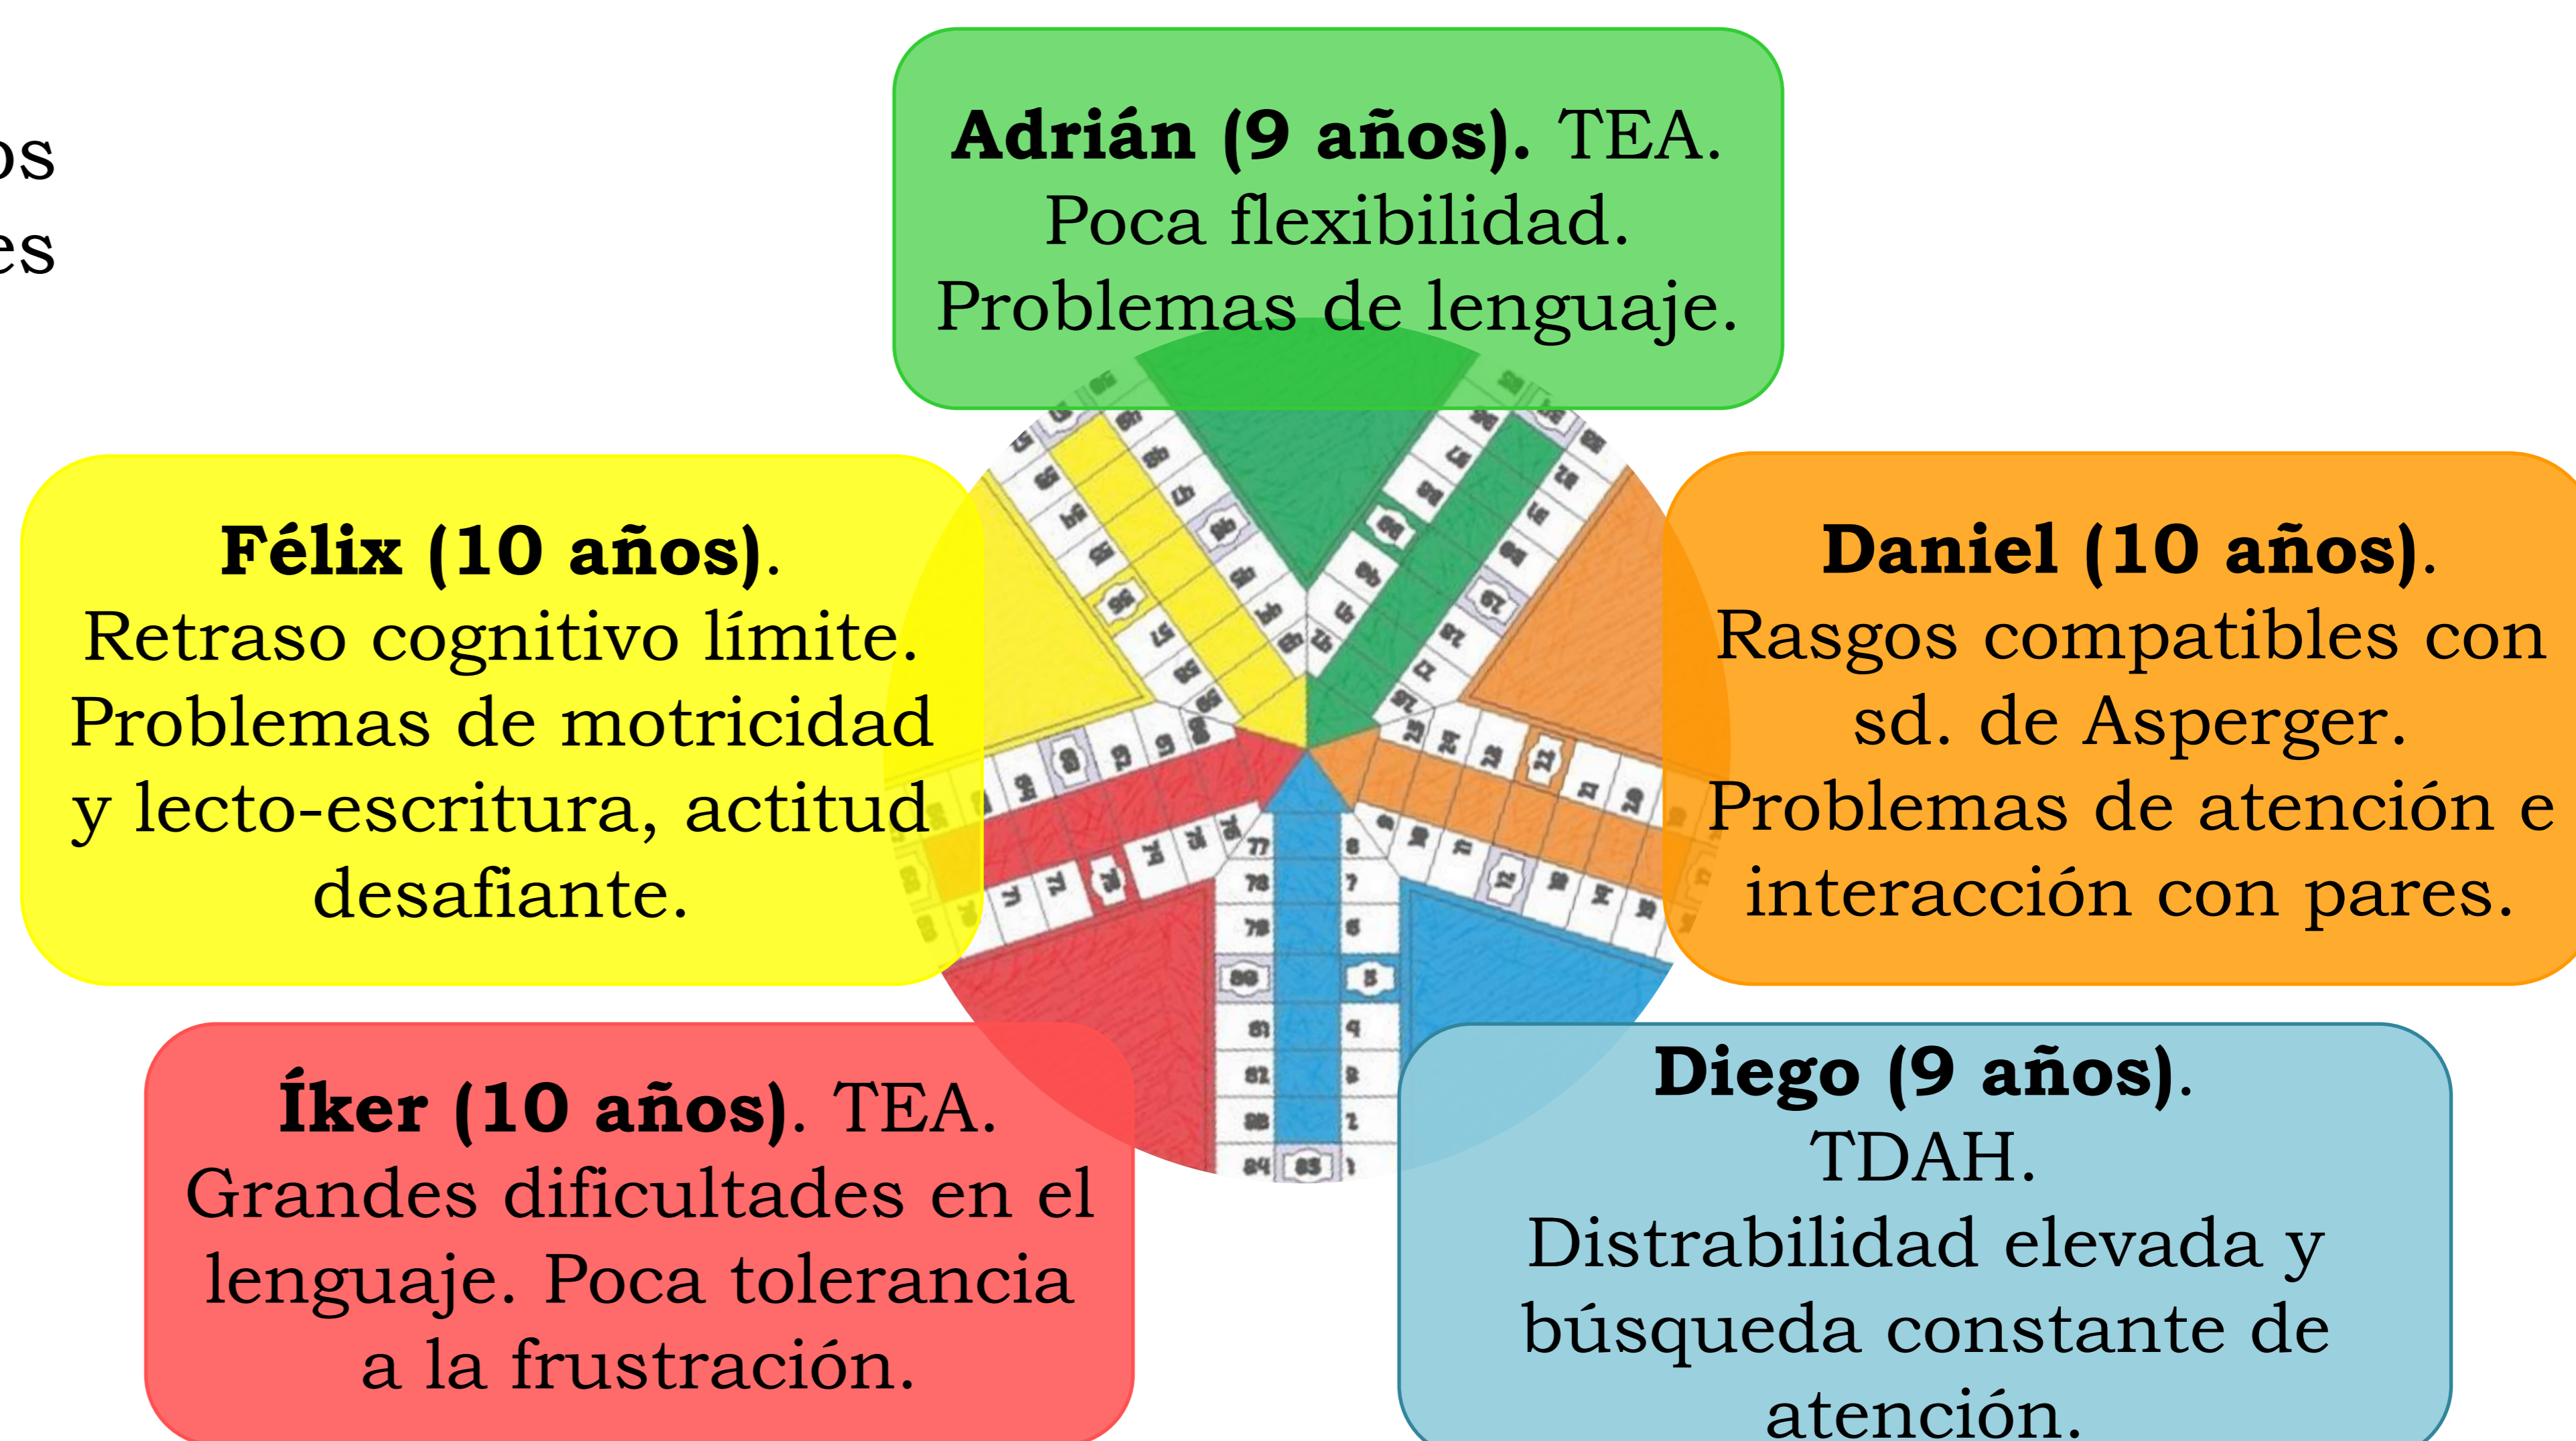 os
es
Adrián (9 años). TEA.
Poca flexibilidad.
Problemas de lenguaje.
Félix (10 años).
Retraso cognitivo límite.
Problemas de motricidad
y lecto-escritura, actitud
desafiante.
Daniel (10 años).
Rasgos compatibles con
sd. de Asperger.
Problemas de atención e
interacción con pares.
Íker (10 años). TEA.
Grandes dificultades en el
lenguaje. Poca tolerancia
a la frustración.
Diego (9 años).
TDAH.
Distrabilidad elevada y
búsqueda constante de
atención.